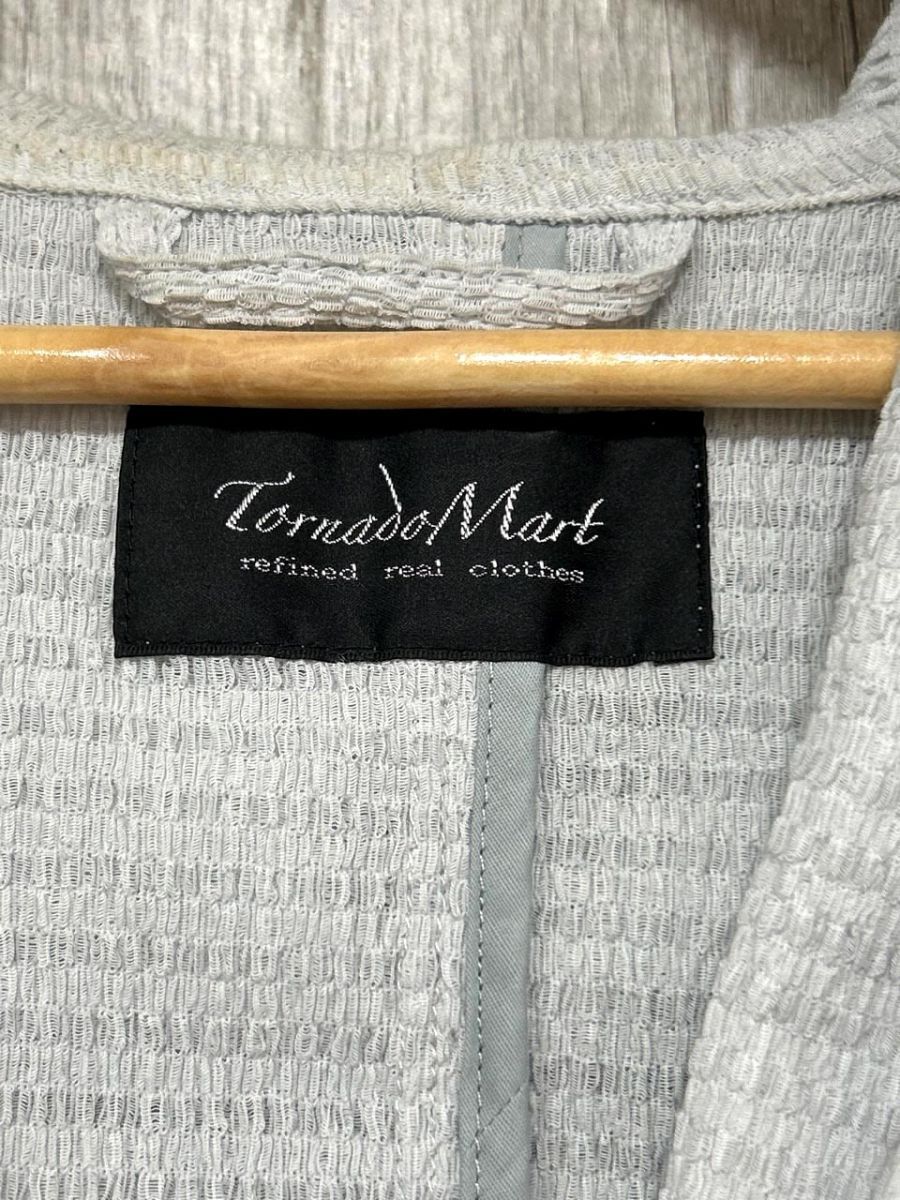 TornadoMart
refined real clothes